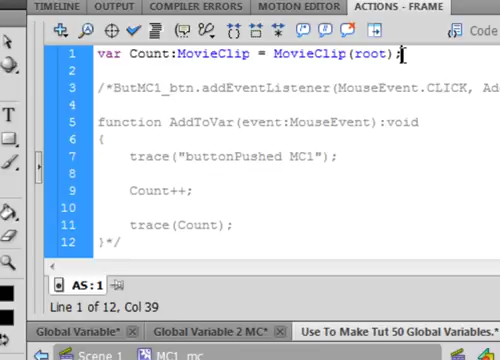 TIMELINE OUTPUT COMPILER ERRORS MOTION EDITOR ACTIONS - FRAME
Code
1 var Count:MovieClip = MovieClip(root);
2
3 /*ButMC1_btn.addEventListener(MouseEvent.CLICK, Ad
4
5 function AddToVar(event:MouseEvent):void
6 {
7 trace("buttonPushed MC1");
8
9 Count++;
10
11 trace(Count);
12 }*/
AS: 1
Line 1 of 12, Col 39
Global Variable* Global Variable 2 MC* Use To Make Tut 50 Global Variables.*
Scene 1 MC1_mc